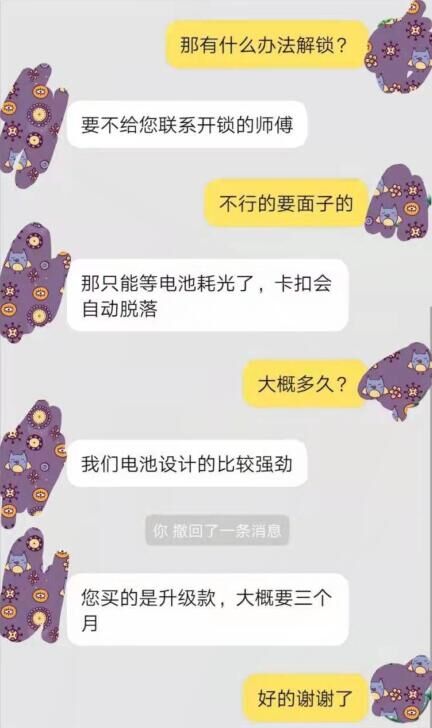 那有什么办法解锁？
要不给您联系开锁的师傅
不行的要面子的
那只能等电池耗光了，卡扣会
自动脱落
大概多久？
我们电池设计的比较强劲
你 撤回了一条消息
您买的是升级款，大概要三个
月
好的谢谢了